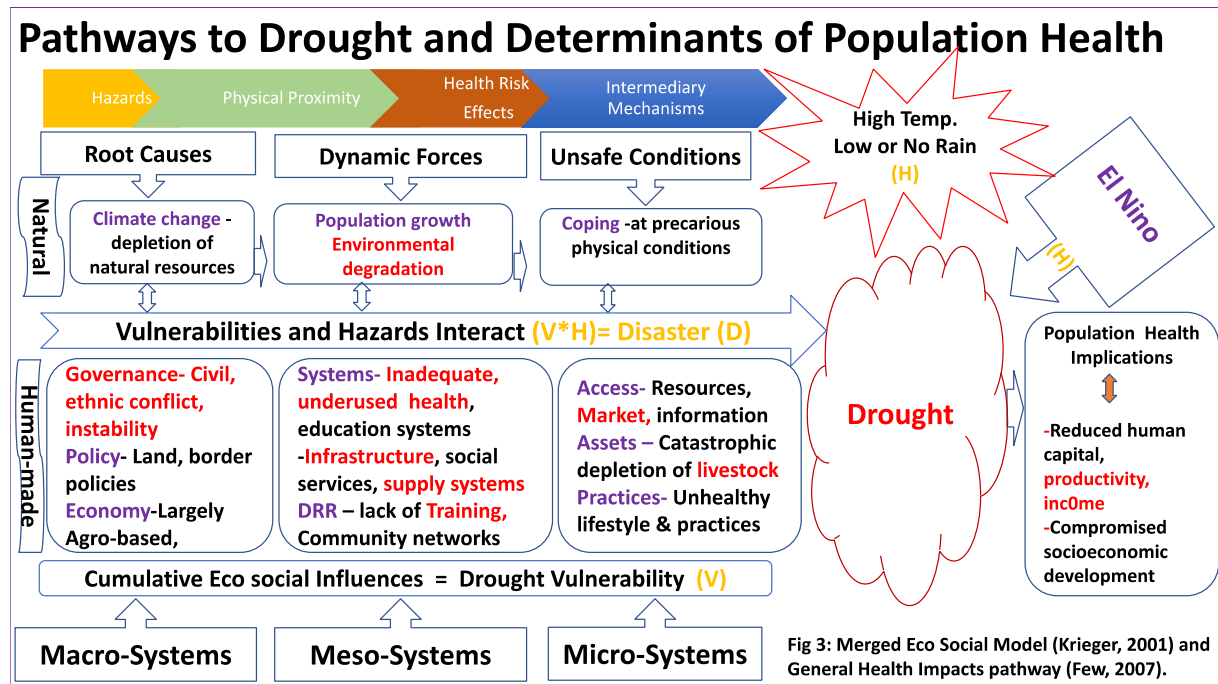 Pathways to Drought and Determinants of Population Health
Hazards
Physical Proximity
Health Risk
Effects
Intermediary
Mechanisms
High Temp.
Low or No Rain
(H)
El Nino
(H)
Root Causes
Dynamic Forces
Unsafe Conditions
Natural
Climate change -
depletion of
natural resources
Population growth
Environmental
degradation
Coping -at precarious
physical conditions
Vulnerabilities and Hazards Interact (V*H)= Disaster (D)
Human-made
Governance- Civil,
ethnic conflict,
instability
Policy- Land, border
policies
Economy-Largely
Agro-based,
Systems- Inadequate,
underused health,
education systems
-Infrastructure, social
services, supply systems
DRR – lack of Training,
Community networks
Access- Resources,
Market, information
Assets – Catastrophic
depletion of livestock
Practices- Unhealthy
lifestyle & practices
Drought
Population Health
Implications
-Reduced human
capital,
productivity,
inc0me
-Compromised
socioeconomic
development
Cumulative Eco social Influences = Drought Vulnerability (V)
Macro-Systems
Meso-Systems
Micro-Systems
Fig 3: Merged Eco Social Model (Krieger, 2001) and
General Health Impacts pathway (Few, 2007).